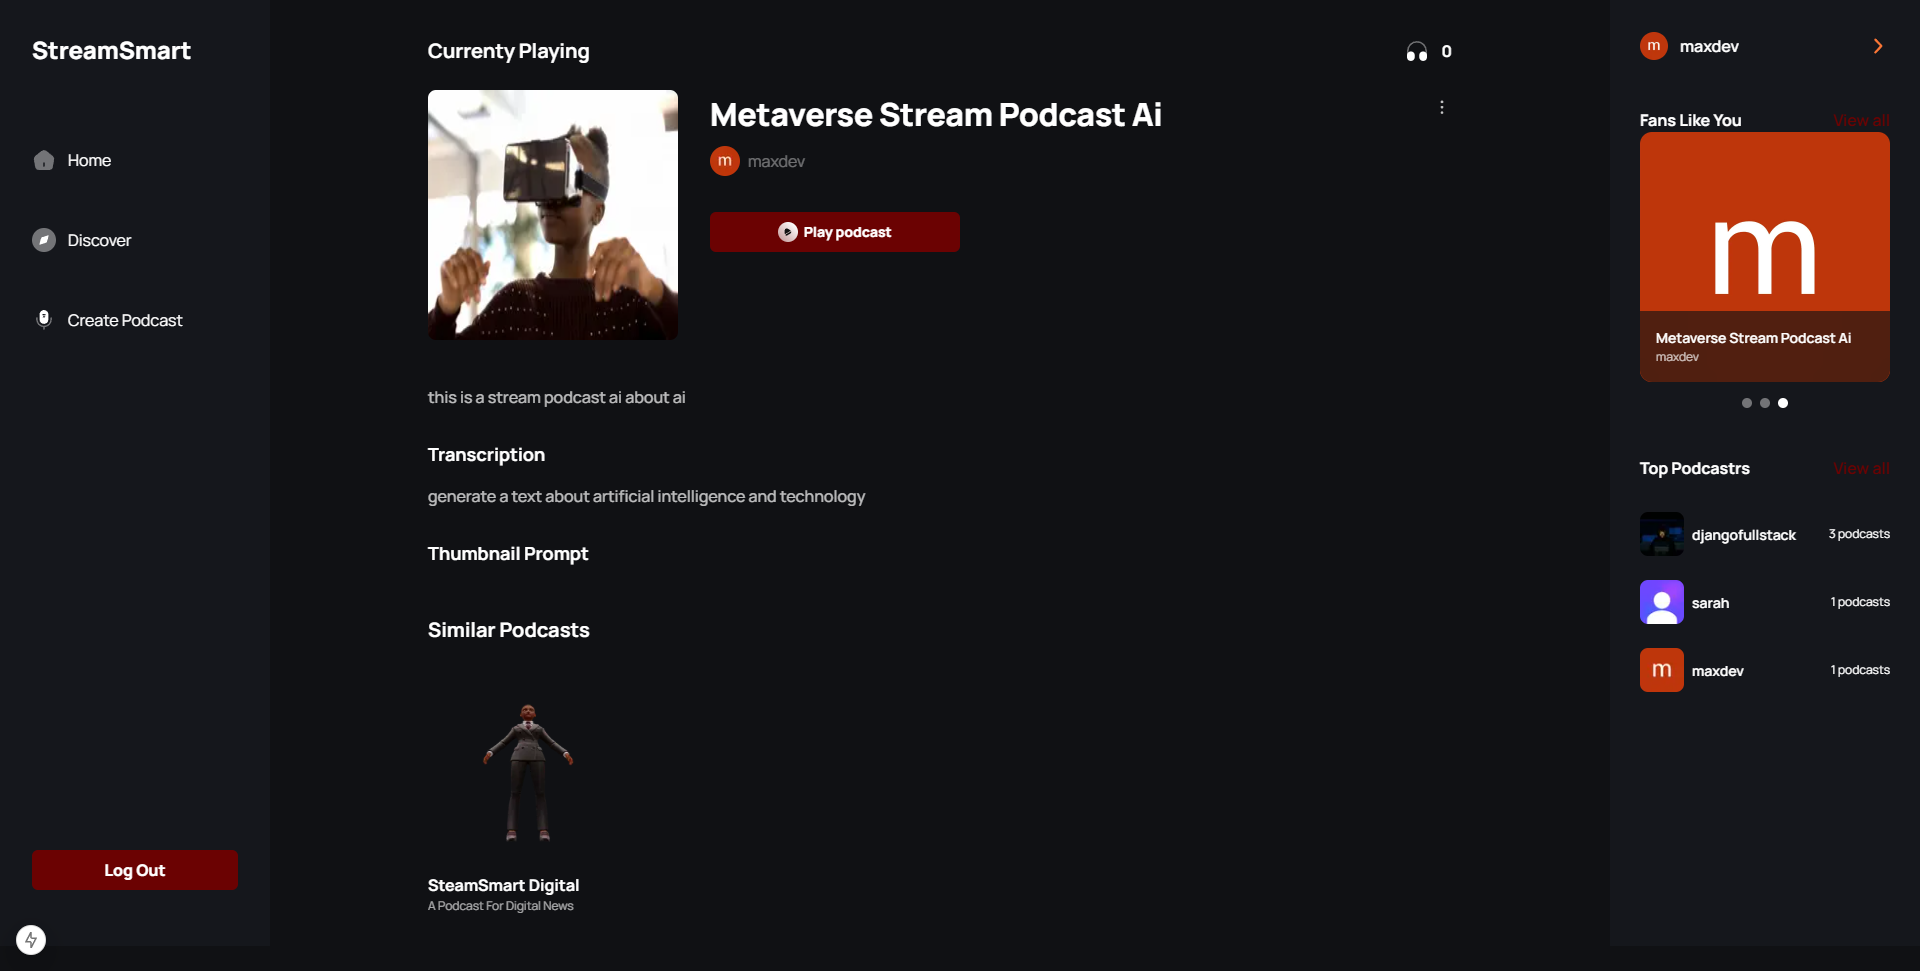 StreamSmart
Home
Discover
Create Podcast
Log Out
Currenty Playing
0
Metaverse Stream Podcast Ai
m
maxdev
Play podcast
this is a stream podcast ai about ai
Transcription
generate a text about artificial intelligence and technology
Thumbnail Prompt
Similar Podcasts
SteamSmart Digital
A Podcast For Digital News
m
maxdev
Fans Like You
View all
m
Metaverse Stream Podcast Ai
maxdev
Top Podcastrs
View all
djangofullstack
3 podcasts
sarah
1 podcasts
m
maxdev
1 podcasts